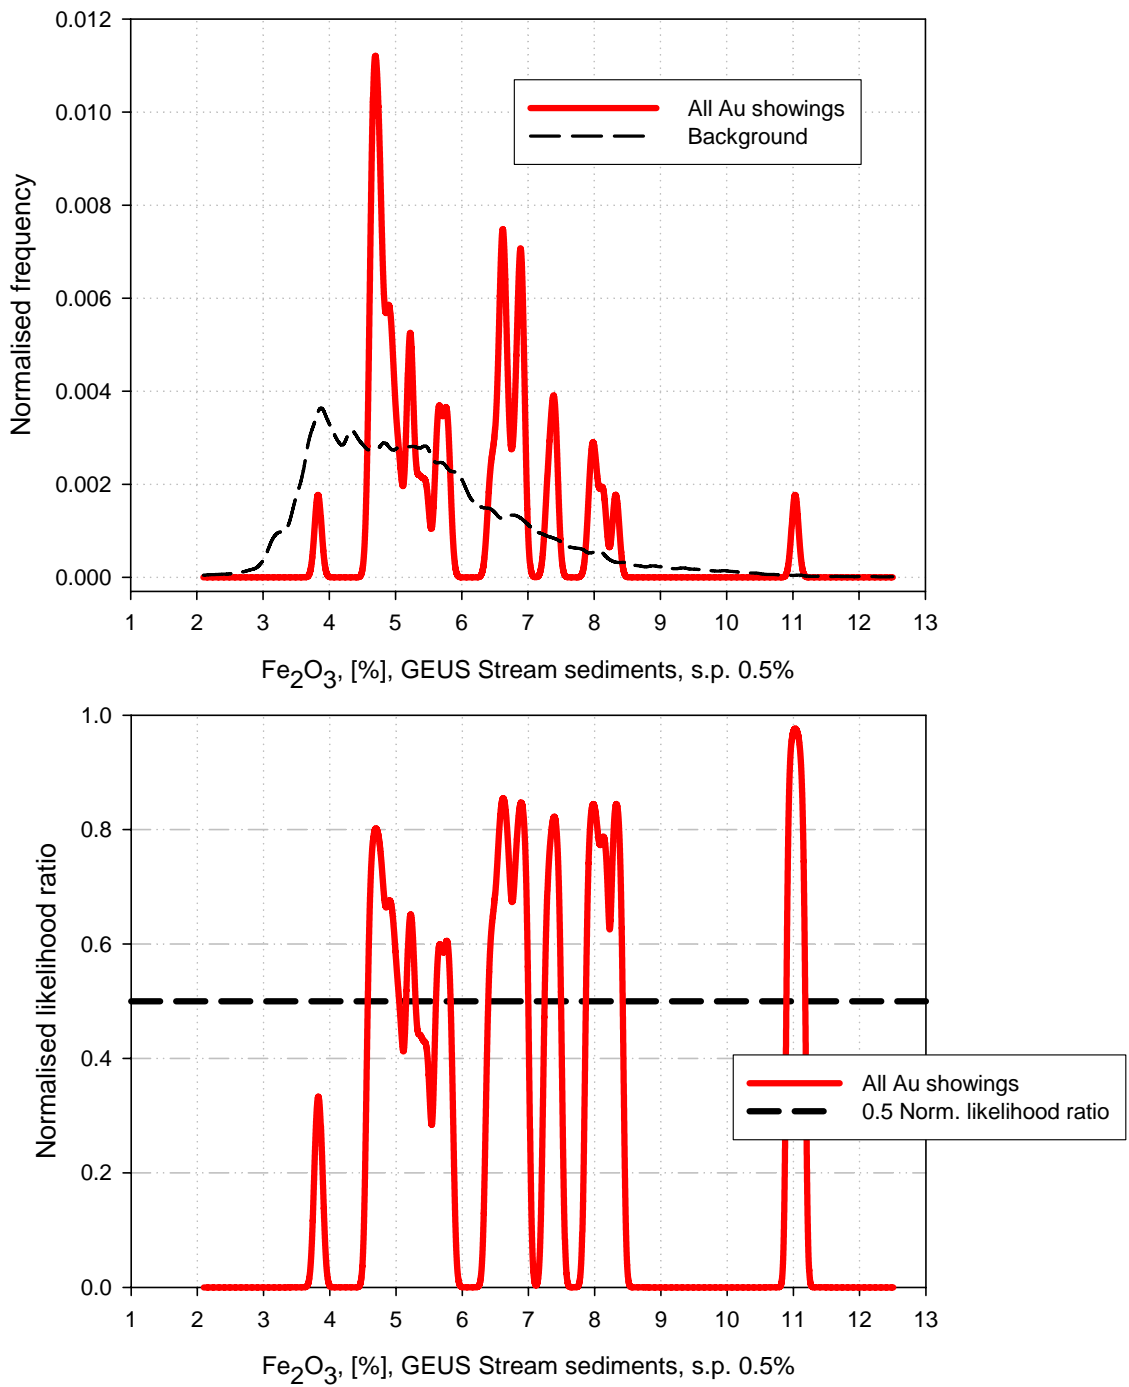 0.012
0.010
0.008
0.006
0.004
0.002
0.000
Normalised frequency
All Au showings
Background
1 2 3 4 5 6 7 8 9 10 11 12 13
Fe2O3, [%], GEUS Stream sediments, s.p. 0.5%
1.0
0.8
0.6
0.4
0.2
0.0
Normalised likelihood ratio
All Au showings
0.5 Norm. likelihood ratio
1 2 3 4 5 6 7 8 9 10 11 12 13
Fe2O3, [%], GEUS Stream sediments, s.p. 0.5%